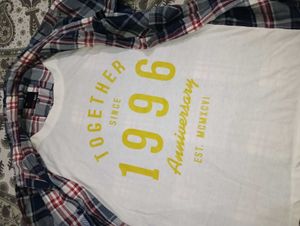 TOGETHER
SINCE
1996
Anniversary
EST. MCMXCVI